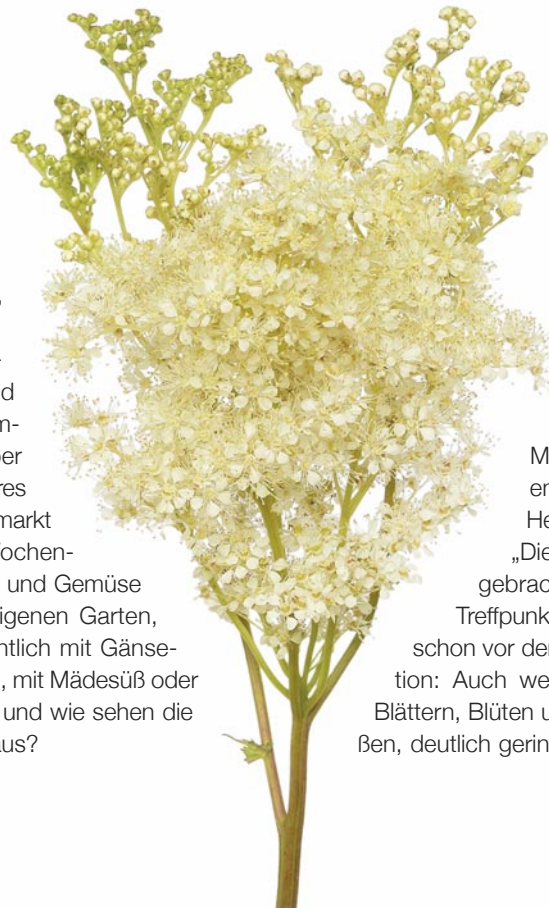 d
m-
ber
res
markt
Wochen-
und Gemüse
eigenen Garten,
ntlich mit Gänse-
, mit Mädesüß oder
und wie sehen die
aus?
M
er
He
„Die
gebrac
Treffpunk
schon vor der
tion: Auch we
Blättern, Blüten u
ßen, deutlich gerin